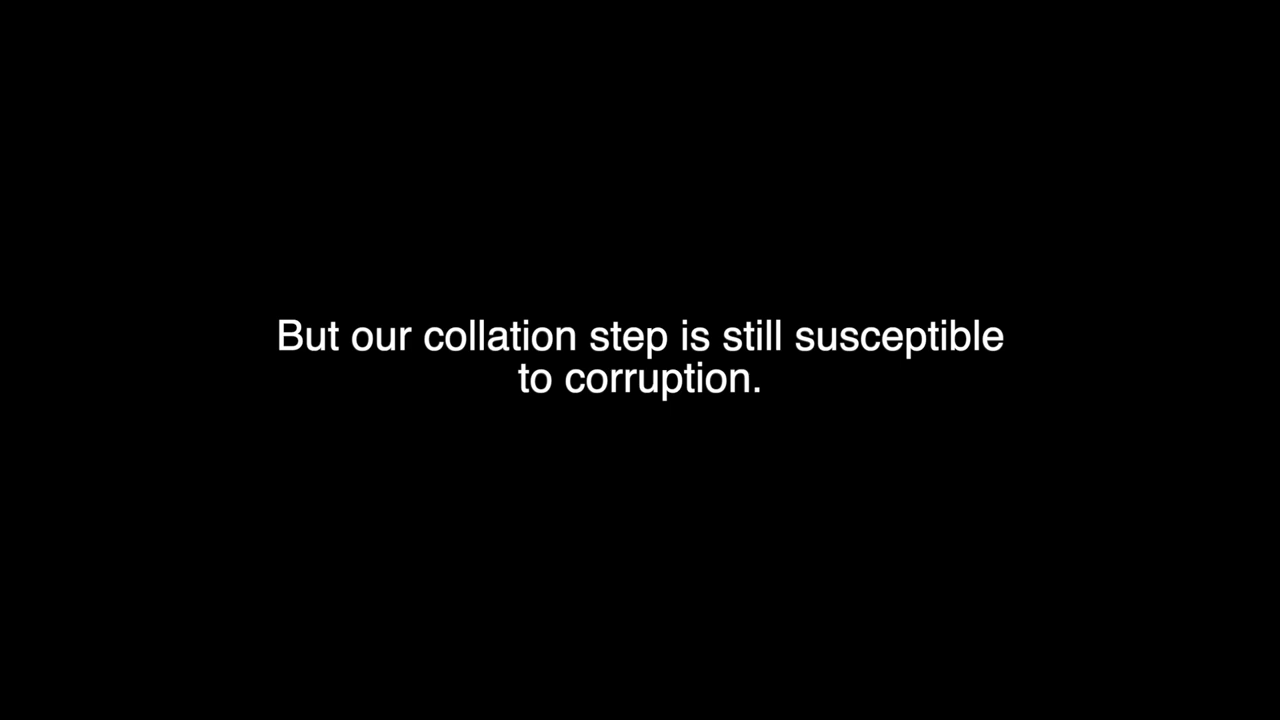 But our collation step is still susceptible
to corruption.